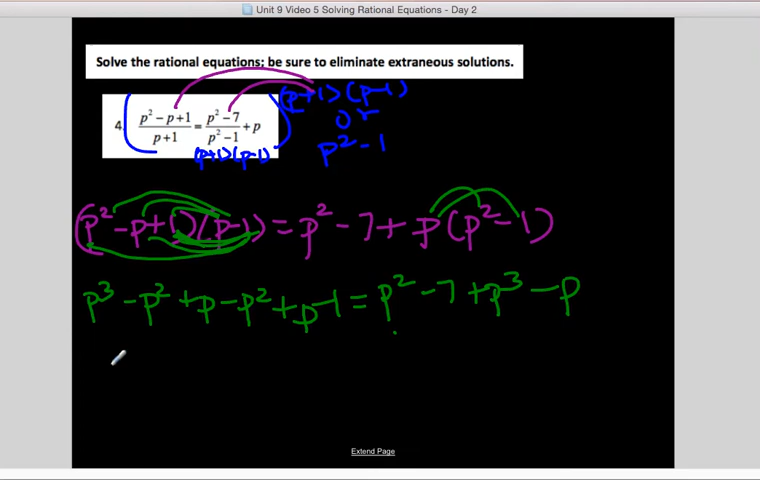 Unit 9 Video 5 Solving Rational Equations - Day 2
Solve the rational equations; be sure to eliminate extraneous solutions.
4. (p² - p + 1)/(p + 1) = (p² - 7)/(p² - 1) + p
(p+1)(p-1)
or
p² - 1
(p+1)(p-1)
(p² - p + 1)(p - 1) = p² - 7 + p(p² - 1)
p³ - p² + p - p² + p - 1 = p² - 7 + p³ - p
Extend Page